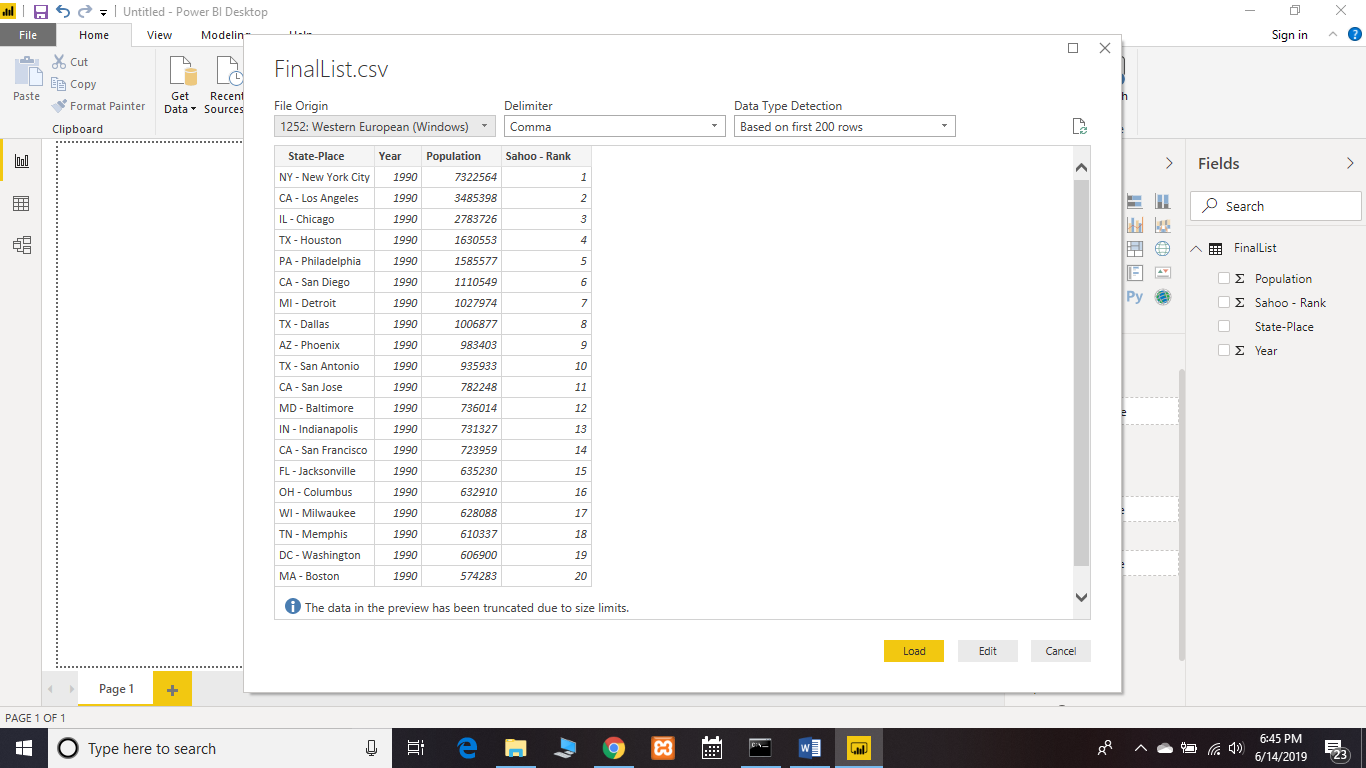 Untitled - Power BI Desktop
File Home View Modeling Help Sign in
Paste
Cut
Copy
Format Painter
Clipboard
Get Data
Recent Sources
FinalList.csv
File Origin Delimiter Data Type Detection
1252: Western European (Windows) Comma Based on first 200 rows
State-Place Year Population Sahoo - Rank
NY - New York City 1990 7322564 1
CA - Los Angeles 1990 3485398 2
IL - Chicago 1990 2783726 3
TX - Houston 1990 1630553 4
PA - Philadelphia 1990 1585577 5
CA - San Diego 1990 1110549 6
MI - Detroit 1990 1027974 7
TX - Dallas 1990 1006877 8
AZ - Phoenix 1990 983403 9
TX - San Antonio 1990 935933 10
CA - San Jose 1990 782248 11
MD - Baltimore 1990 736014 12
IN - Indianapolis 1990 731327 13
CA - San Francisco 1990 723959 14
FL - Jacksonville 1990 635230 15
OH - Columbus 1990 632910 16
WI - Milwaukee 1990 628088 17
TN - Memphis 1990 610337 18
DC - Washington 1990 606900 19
MA - Boston 1990 574283 20
The data in the preview has been truncated due to size limits.
Load Edit Cancel
Fields
Search
FinalList
Σ Population
Σ Sahoo - Rank
State-Place
Σ Year
Py
Page 1 +
PAGE 1 OF 1
Type here to search
6:45 PM
6/14/2019
23